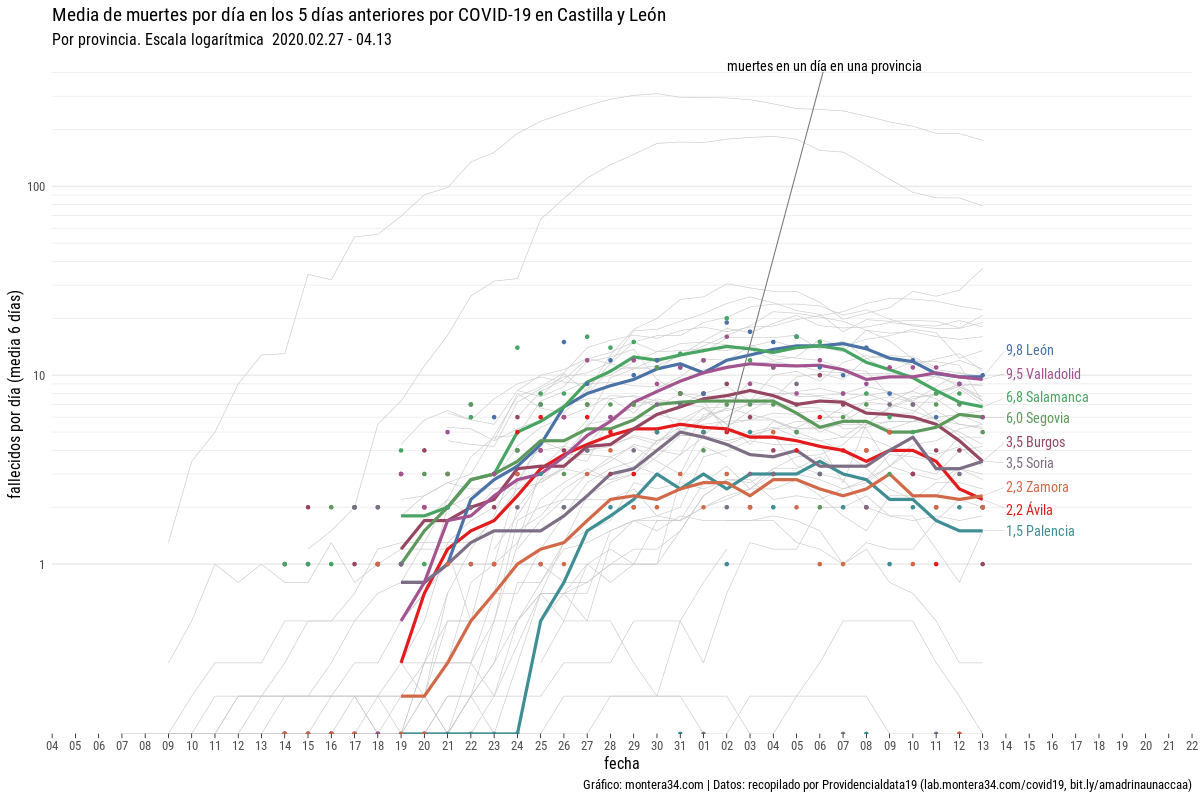 Media de muertes por día en los 5 días anteriores por COVID-19 en Castilla y León
Por provincia. Escala logarítmica 2020.02.27 - 04.13
muertes en un día en una provincia
fallecidos por día (media 6 días)
100
10
1
9,8 León
9,5 Valladolid
6,8 Salamanca
6,0 Segovia
3,5 Burgos
3,5 Soria
2,3 Zamora
2,2 Ávila
1,5 Palencia
04 05 06 07 08 09 10 11 12 13 14 15 16 17 18 19 20 21 22 23 24 25 26 27 28 29 30 31 01 02 03 04 05 06 07 08 09 10 11 12 13 14 15 16 17 18 19 20 21 22
fecha
Gráfico: montera34.com | Datos: recopilado por Providencialdata19 (lab.montera34.com/covid19, bit.ly/amadrinaunaccaa)